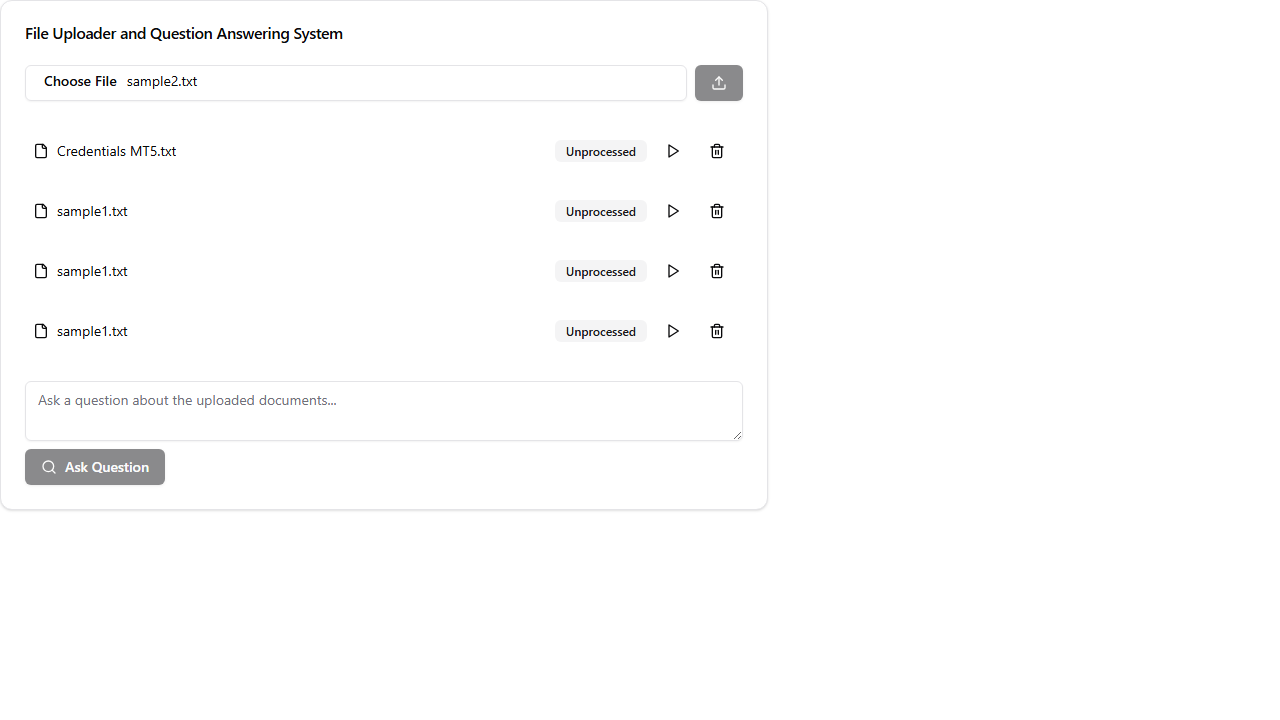 File Uploader and Question Answering System
Choose File sample2.txt
Credentials MT5.txt Unprocessed
sample1.txt Unprocessed
sample1.txt Unprocessed
sample1.txt Unprocessed
Ask a question about the uploaded documents...
Ask Question